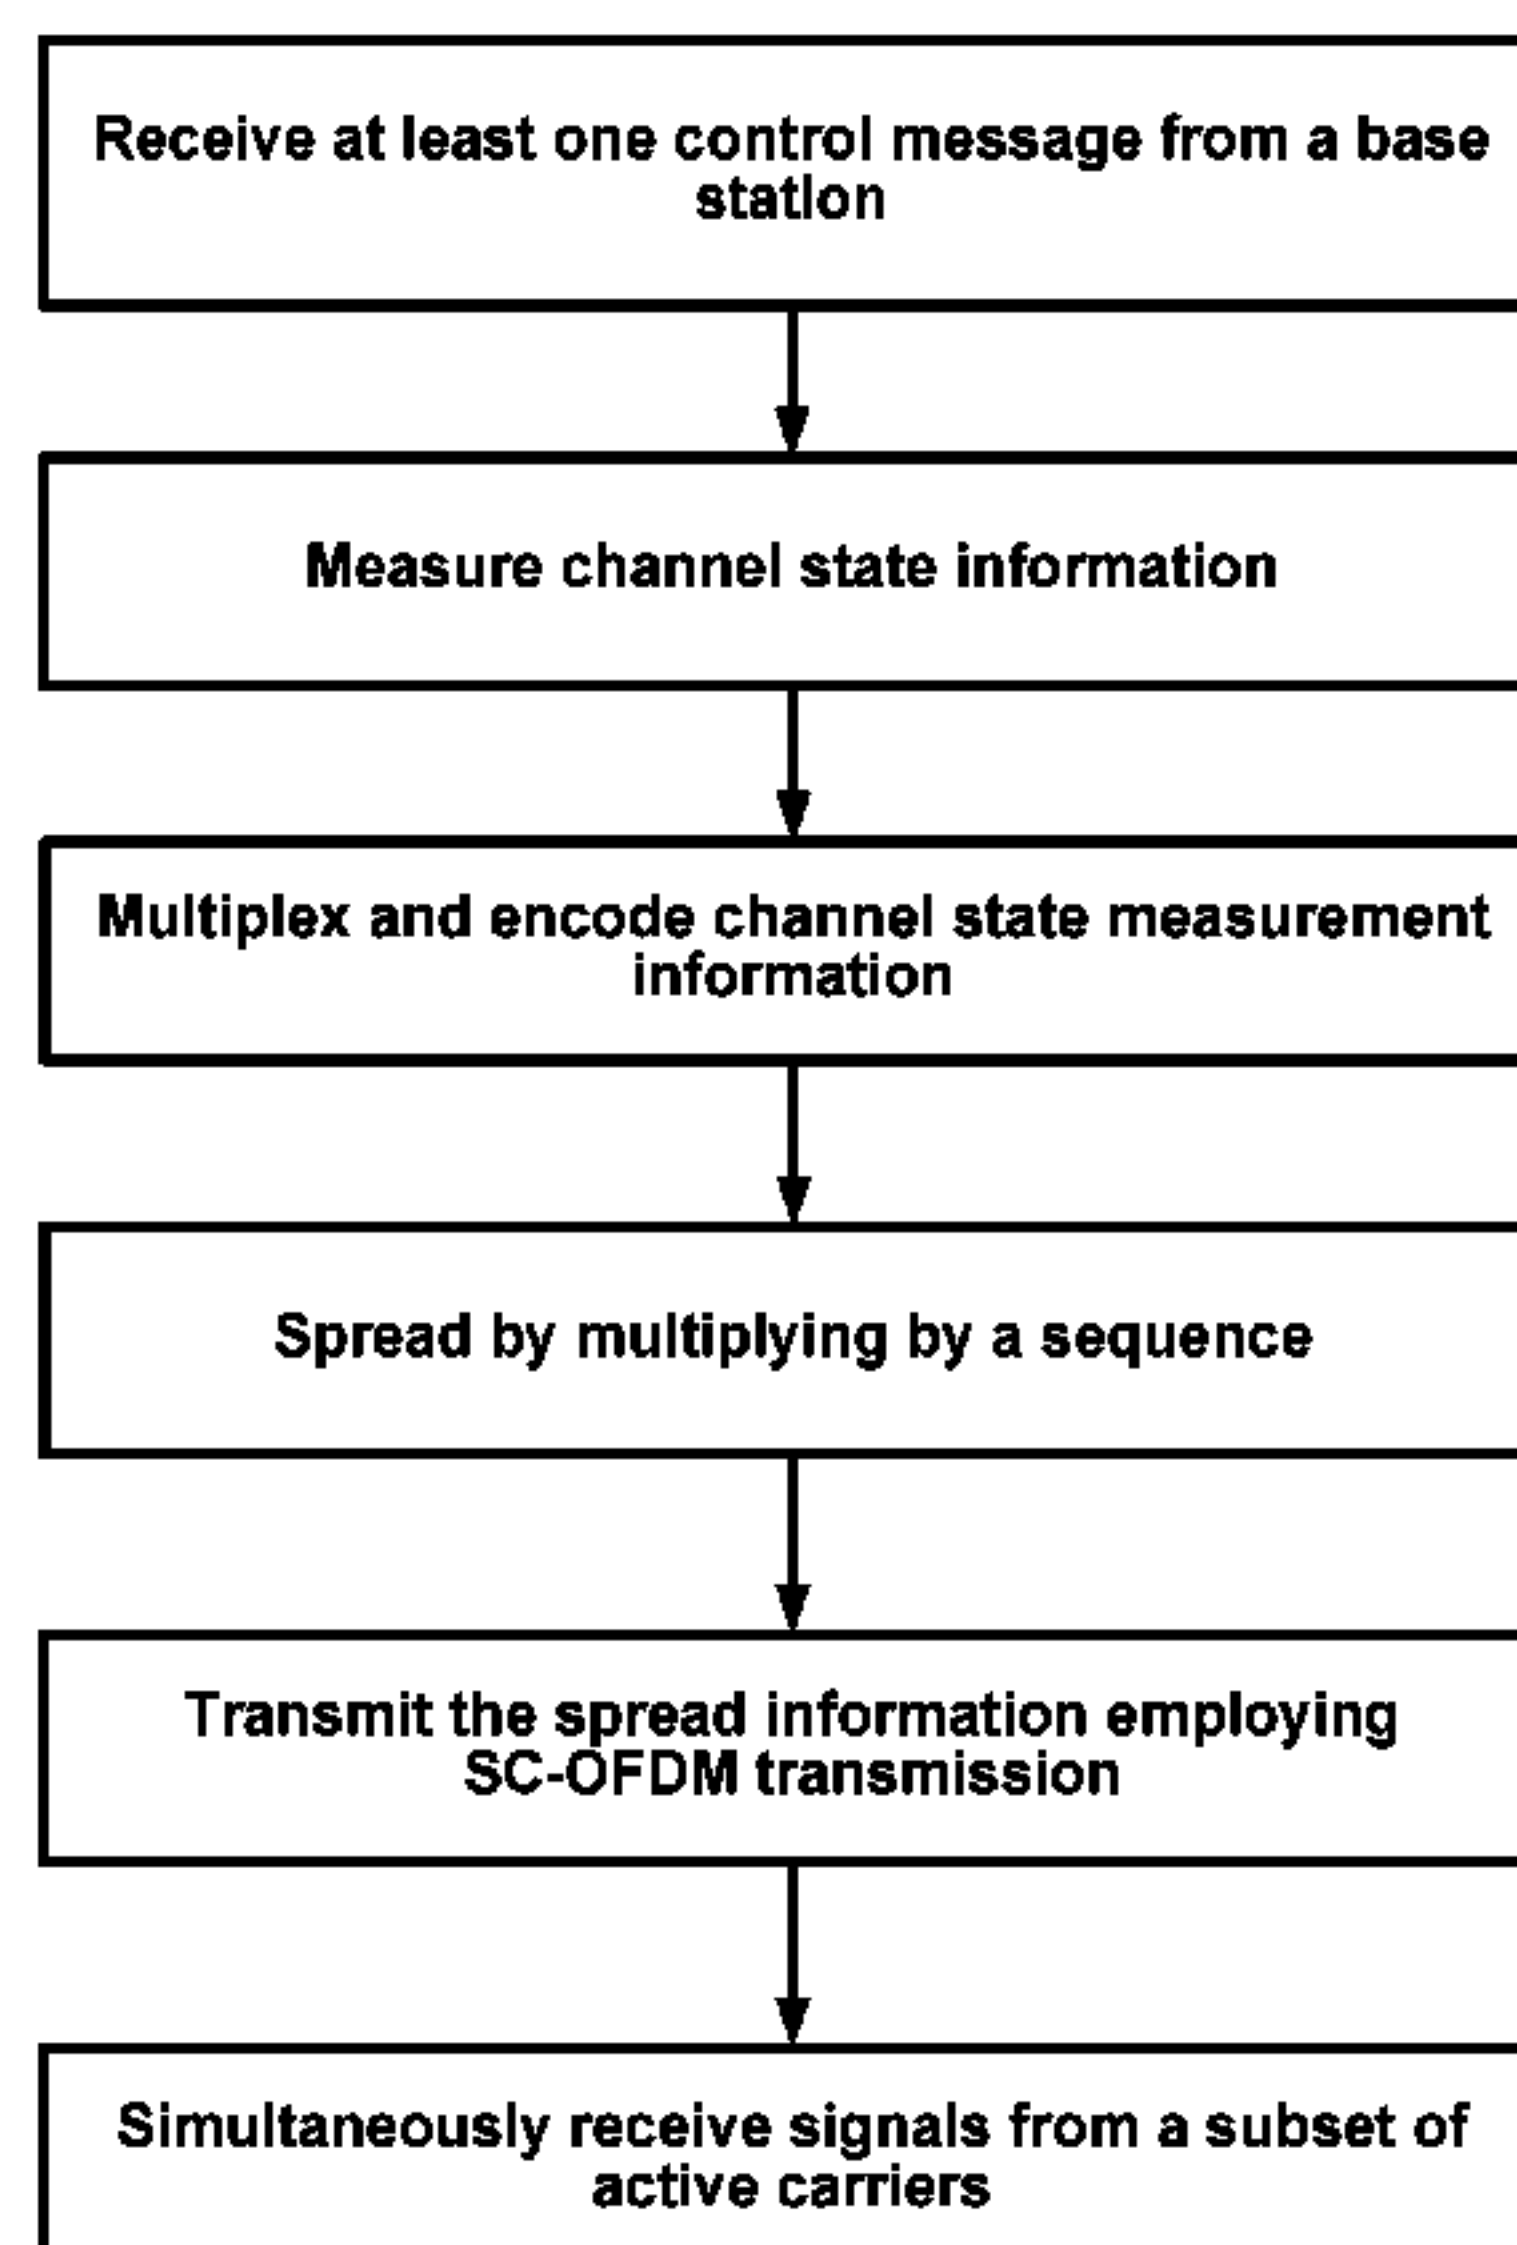 Receive at least one control message from a base
station
Measure channel state information
Multiplex and encode channel state measurement
information
Spread by multiplying by a sequence
Transmit the spread information employing
SC-OFDM transmission
Simultaneously receive signals from a subset of
active carriers